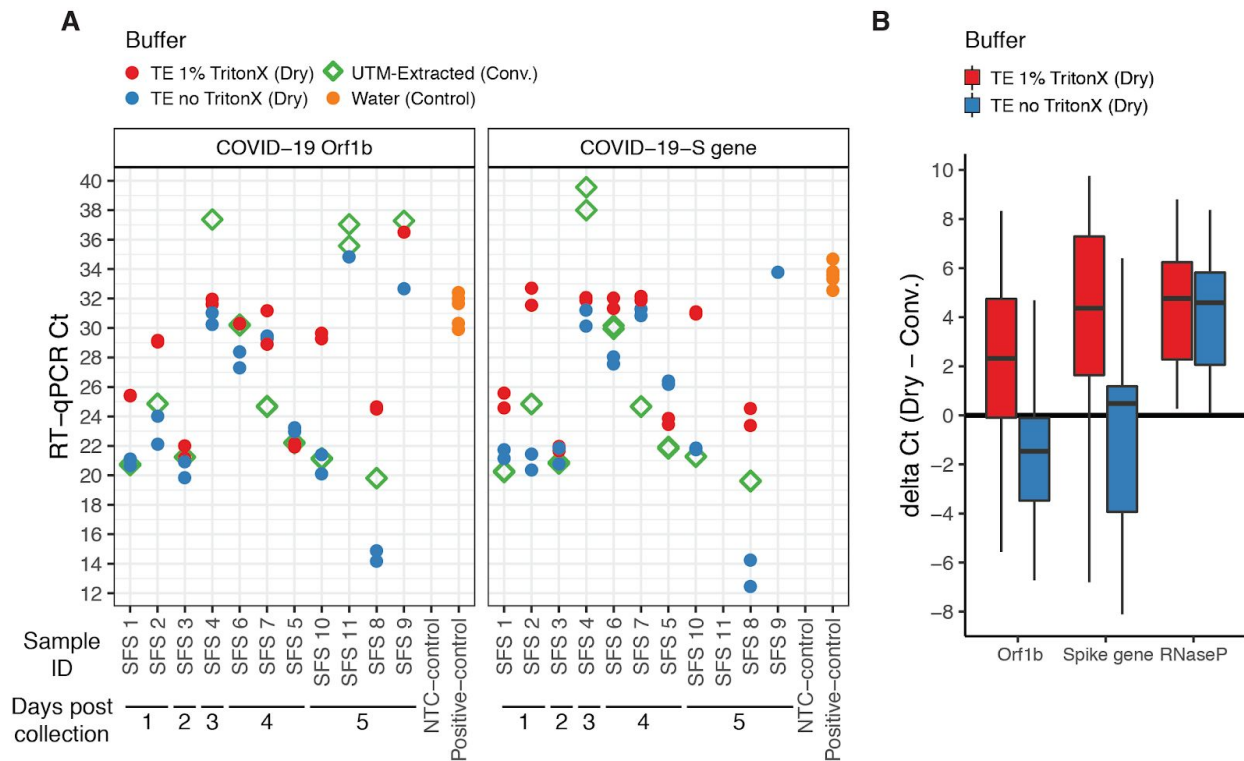 A
Buffer
TE 1% TritonX (Dry)
UTM-Extracted (Conv.)
TE no TritonX (Dry)
Water (Control)
COVID−19 Orf1b
COVID−19−S gene
RT−qPCR Ct
40
38
36
34
32
30
28
26
24
22
20
18
16
14
12
Sample
ID
SFS 1
SFS 2
SFS 3
SFS 4
SFS 6
SFS 7
SFS 5
SFS 10
SFS 11
SFS 8
SFS 9
NTC−control
Positive−control
SFS 1
SFS 2
SFS 3
SFS 4
SFS 6
SFS 7
SFS 5
SFS 10
SFS 11
SFS 8
SFS 9
NTC−control
Positive−control
Days post
collection
1
2
3
4
5
1
2
3
4
5
B
Buffer
TE 1% TritonX (Dry)
TE no TritonX (Dry)
delta Ct (Dry − Conv.)
10
8
6
4
2
0
−2
−4
−6
−8
Orf1b
Spike gene
RNaseP